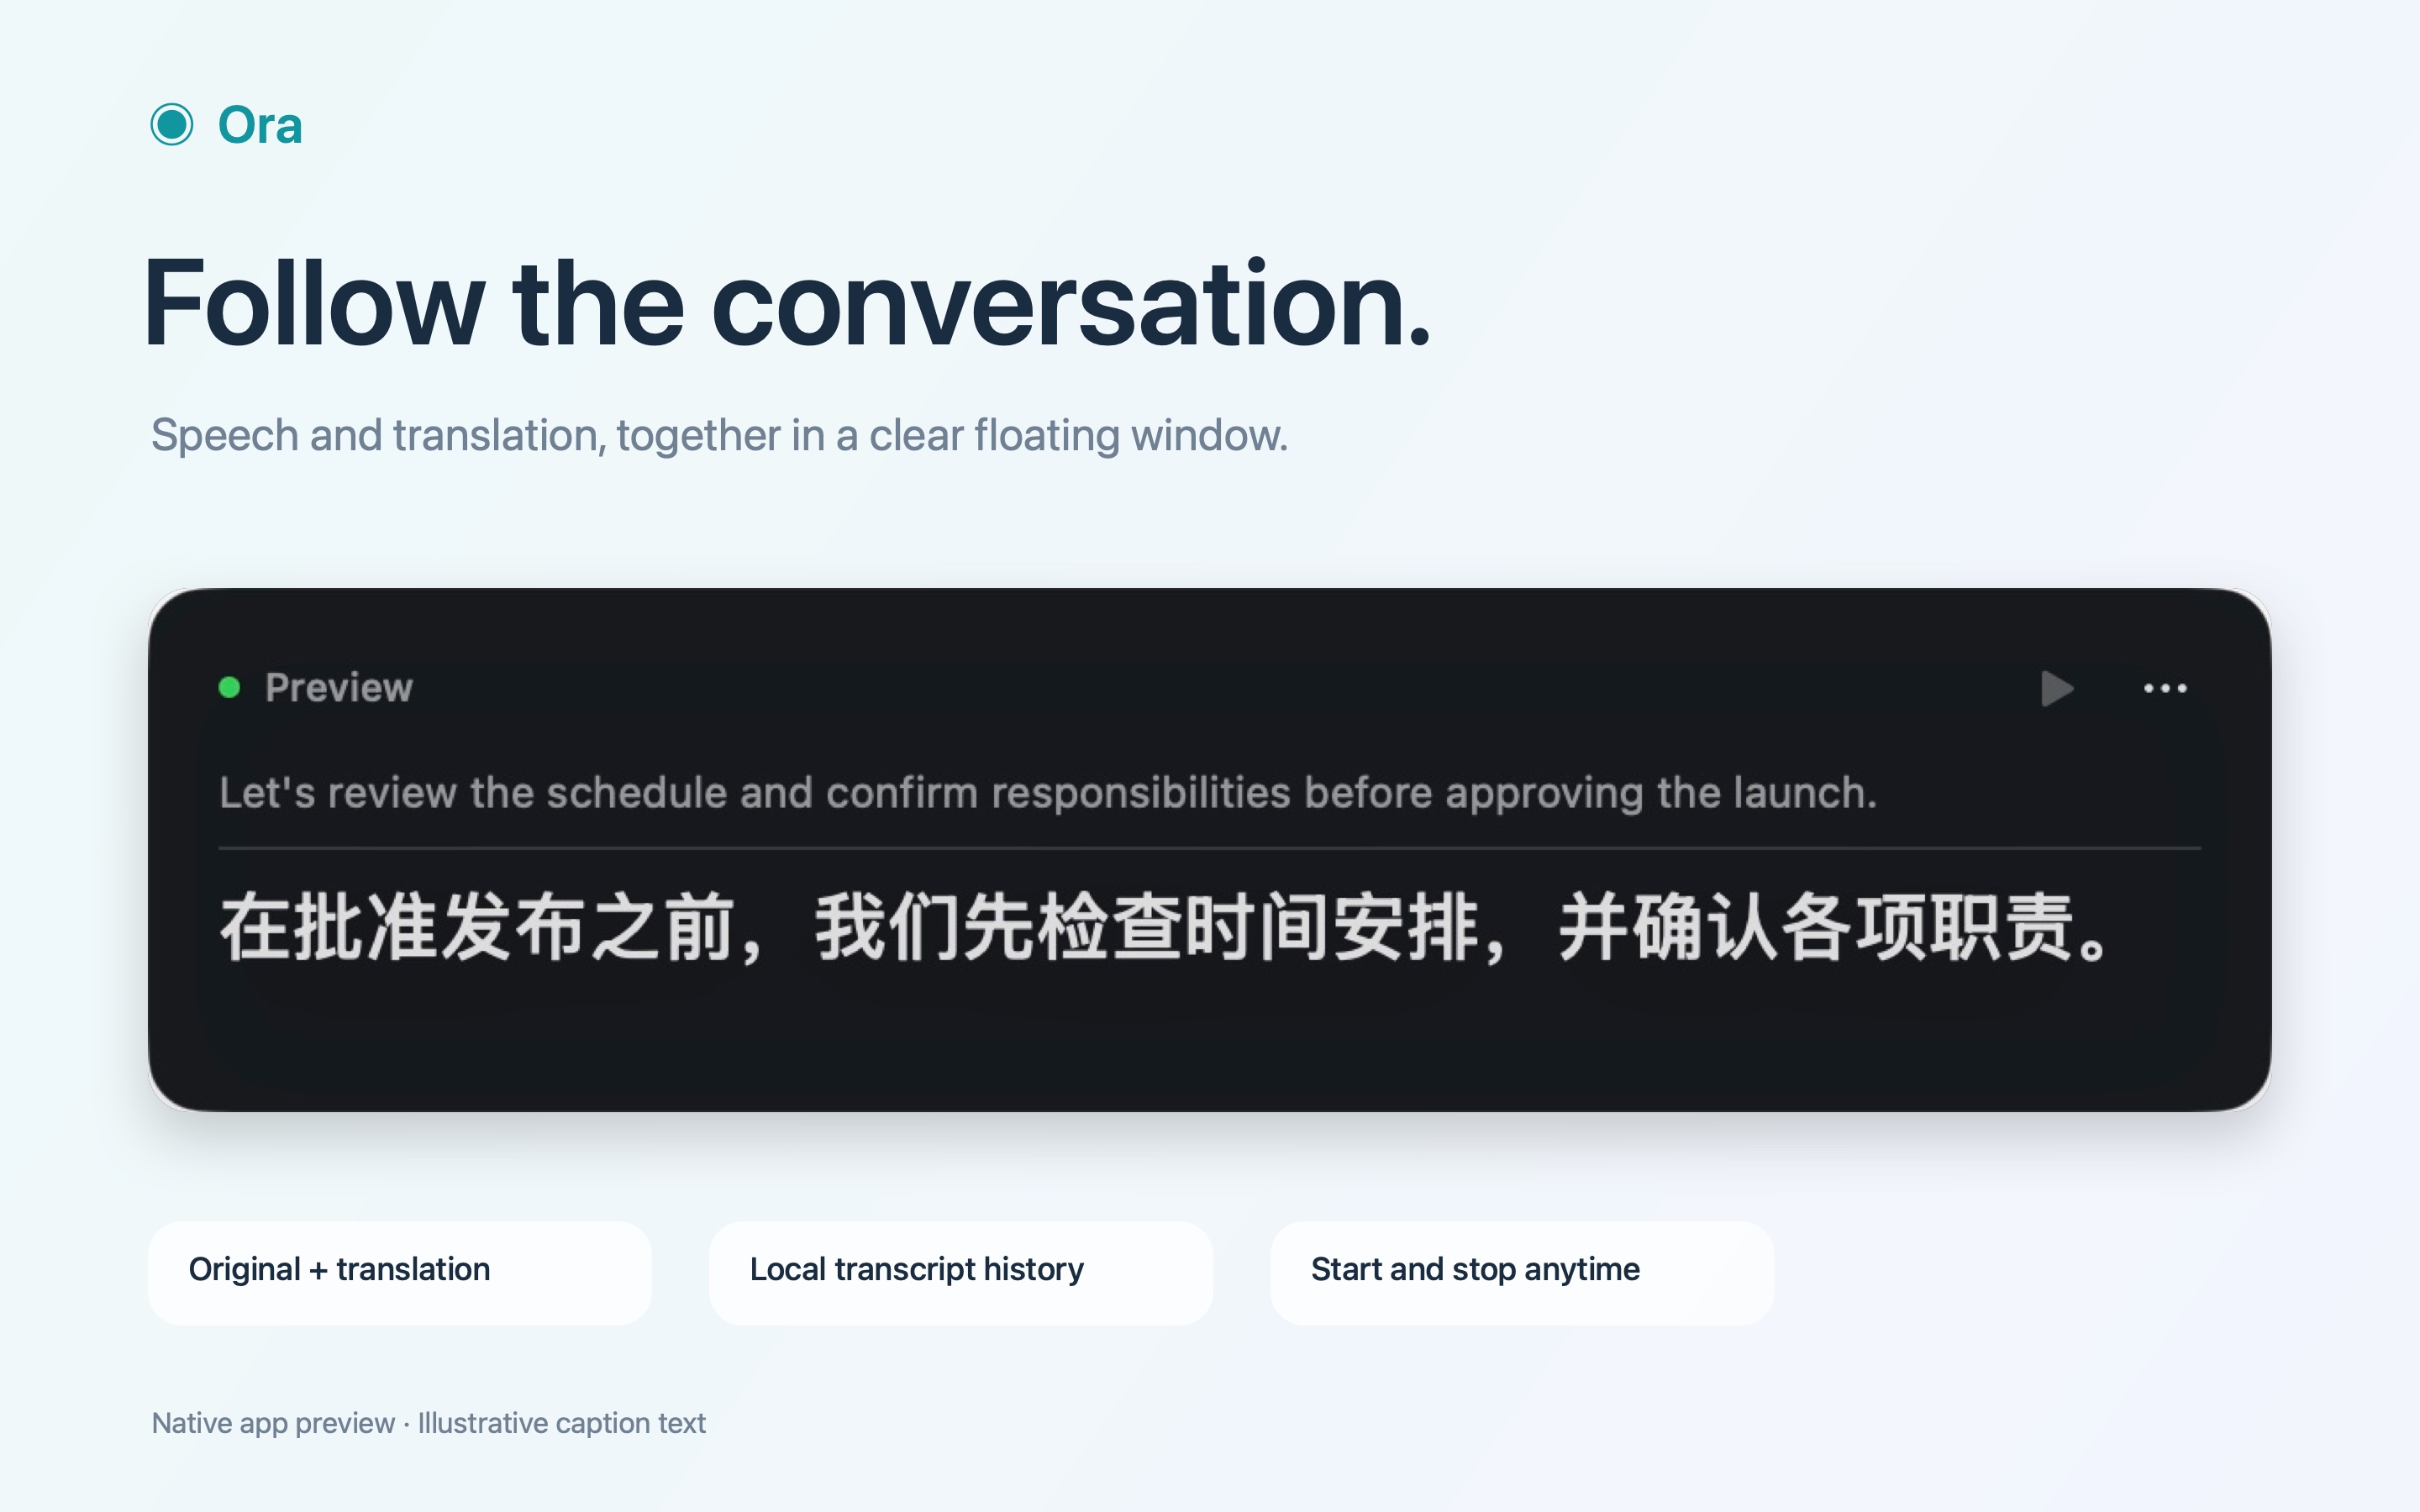 Ora
Follow the conversation.
Speech and translation, together in a clear floating window.
Preview
Let's review the schedule and confirm responsibilities before approving the launch.
在批准发布之前，我们先检查时间安排，并确认各项职责。
Original + translation
Local transcript history
Start and stop anytime
Native app preview · Illustrative caption text